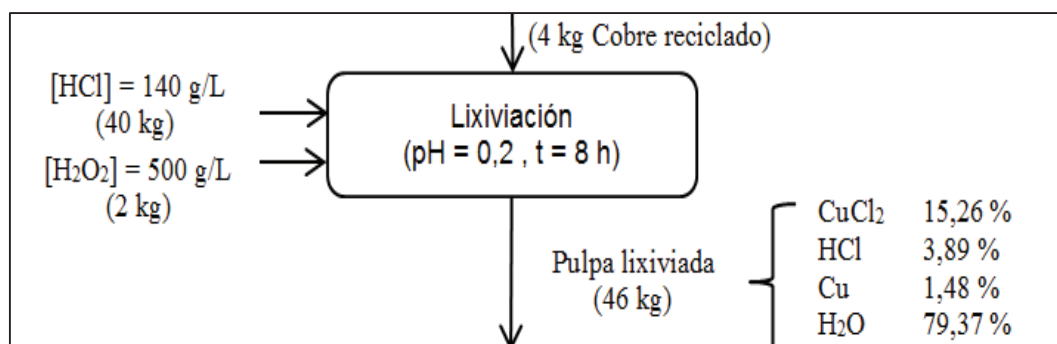 (4 kg Cobre reciclado)
[HCl] = 140 g/L
(40 kg)
[H₂O₂] = 500 g/L
(2 kg)
Lixiviación
(pH = 0,2 , t = 8 h)
Pulpa lixiviada
(46 kg)
CuCl₂ 15,26 %
HCl 3,89 %
Cu 1,48 %
H₂O 79,37 %